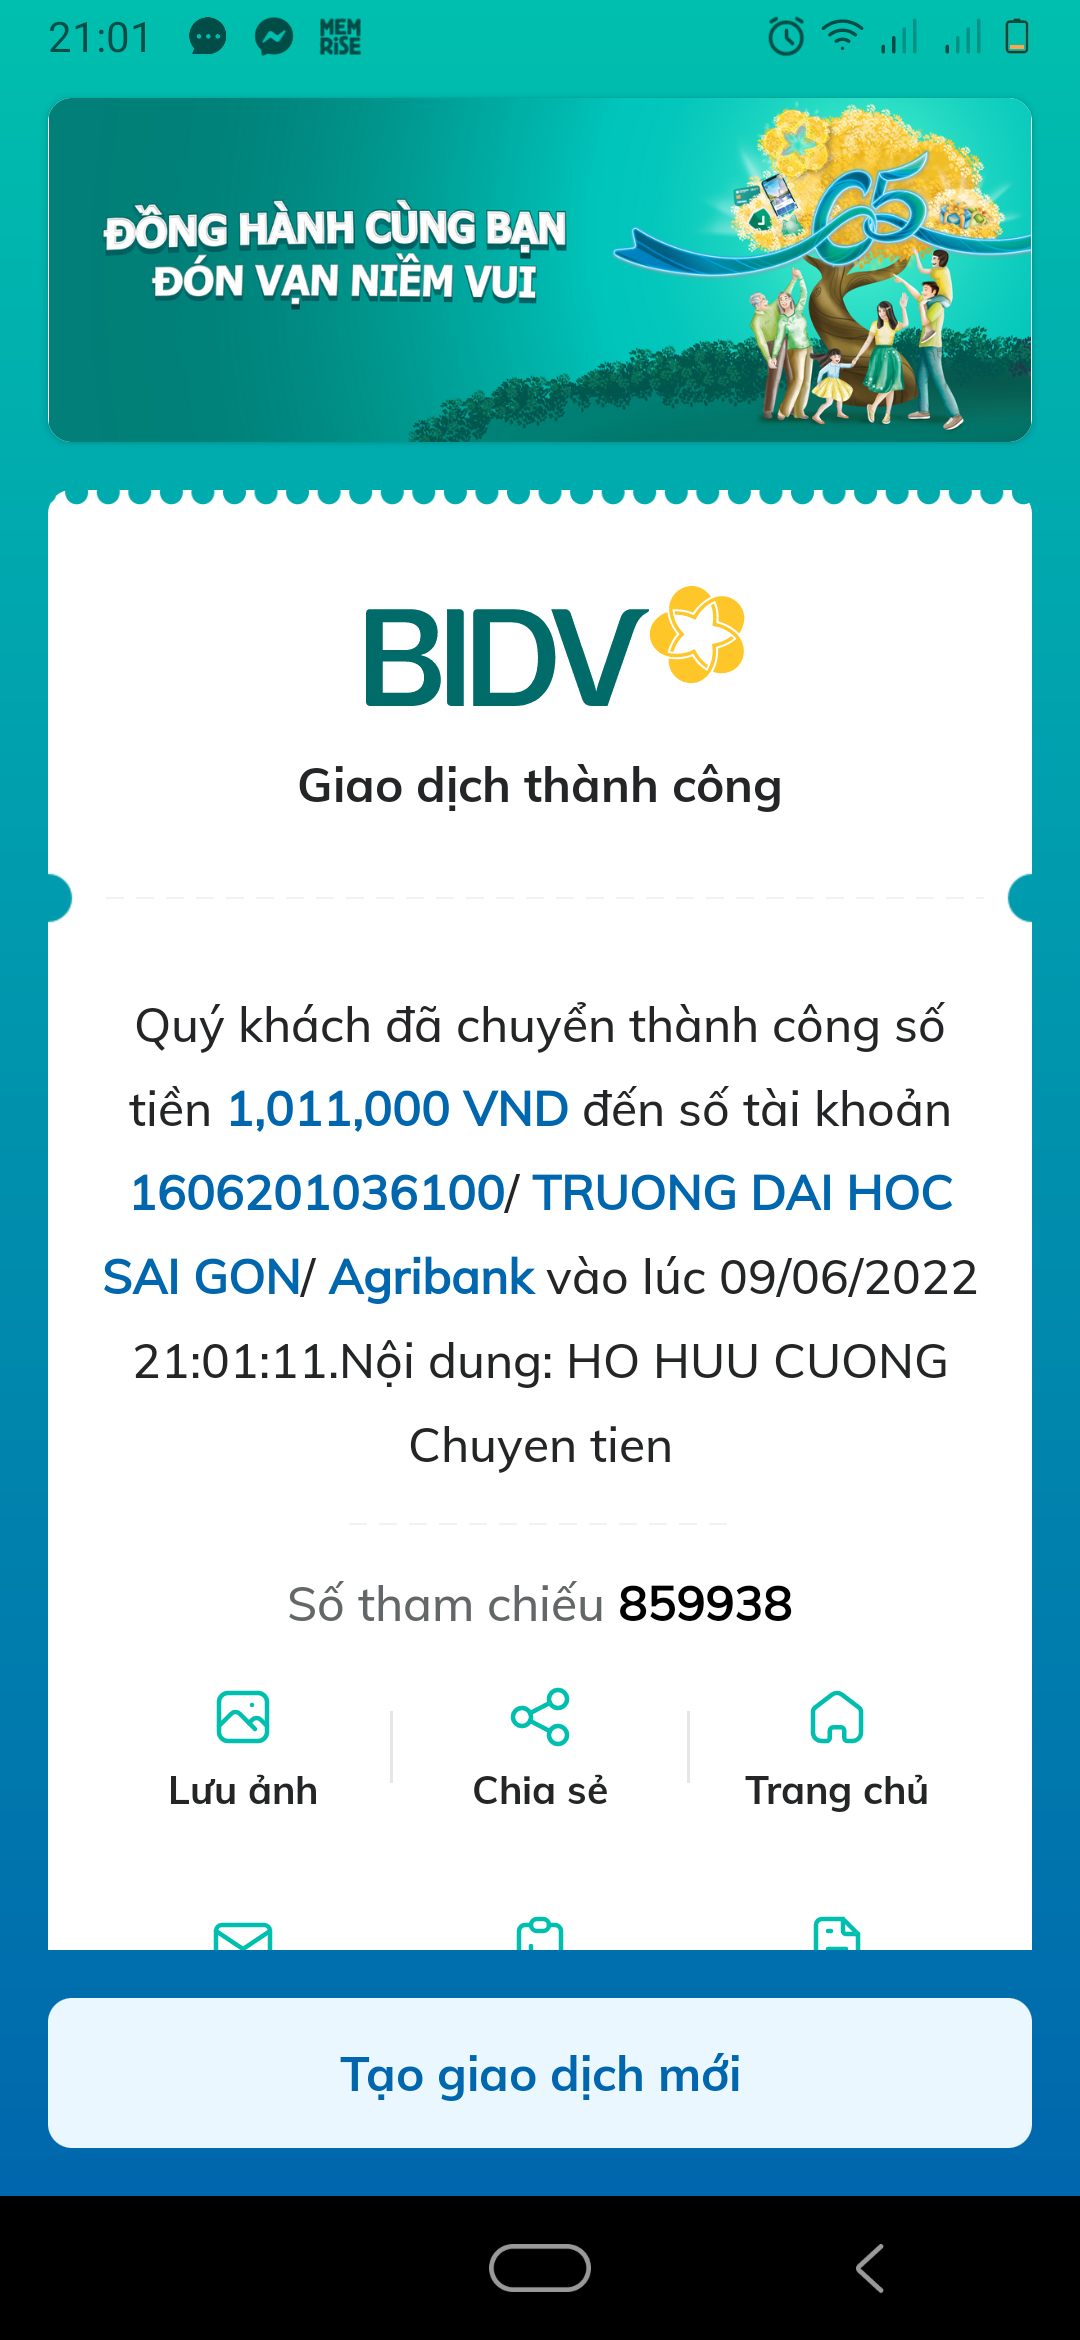 21:01
MEM
RiSE
ĐỒNG HÀNH CÙNG BẠN
ĐÓN VẠN NIỀM VUI
65
BIDV
Giao dịch thành công
Quý khách đã chuyển thành công số
tiền 1,011,000 VND đến số tài khoản
1606201036100/ TRUONG DAI HOC
SAI GON/ Agribank vào lúc 09/06/2022
21:01:11.Nội dung: HO HUU CUONG
Chuyen tien
Số tham chiếu 859938
Lưu ảnh
Chia sẻ
Trang chủ
Tạo giao dịch mới